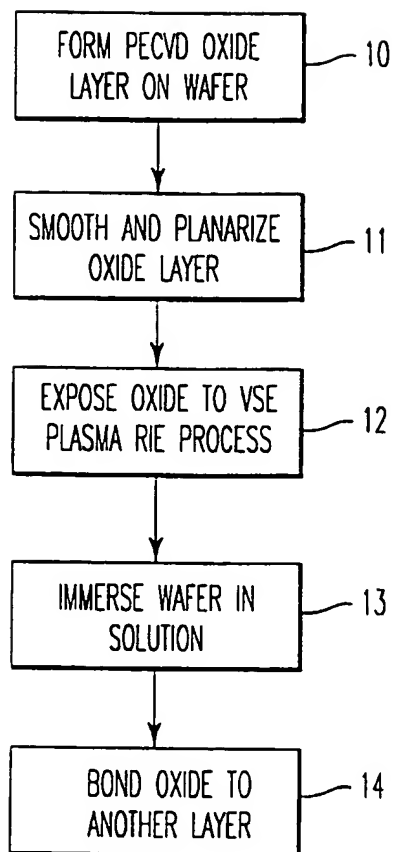 FORM PECVD OXIDE
LAYER ON WAFER
10
SMOOTH AND PLANARIZE
OXIDE LAYER
11
EXPOSE OXIDE TO VSE
PLASMA RIE PROCESS
12
IMMERSE WAFER IN
SOLUTION
13
BOND OXIDE TO
ANOTHER LAYER
14